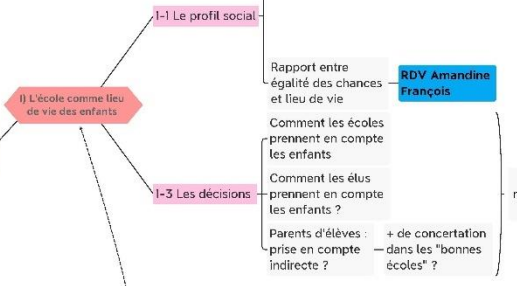 1-1 Le profil social
Rapport entre
égalité des chances
et lieu de vie
RDV Amandine
François
I) L'école comme lieu
de vie des enfants
Comment les écoles
prennent en compte
les enfants
1-3 Les décisions
Comment les élus
prennent en compte
les enfants ?
Parents d'élèves :
prise en compte
indirecte ?
+ de concertation
dans les "bonnes
écoles" ?